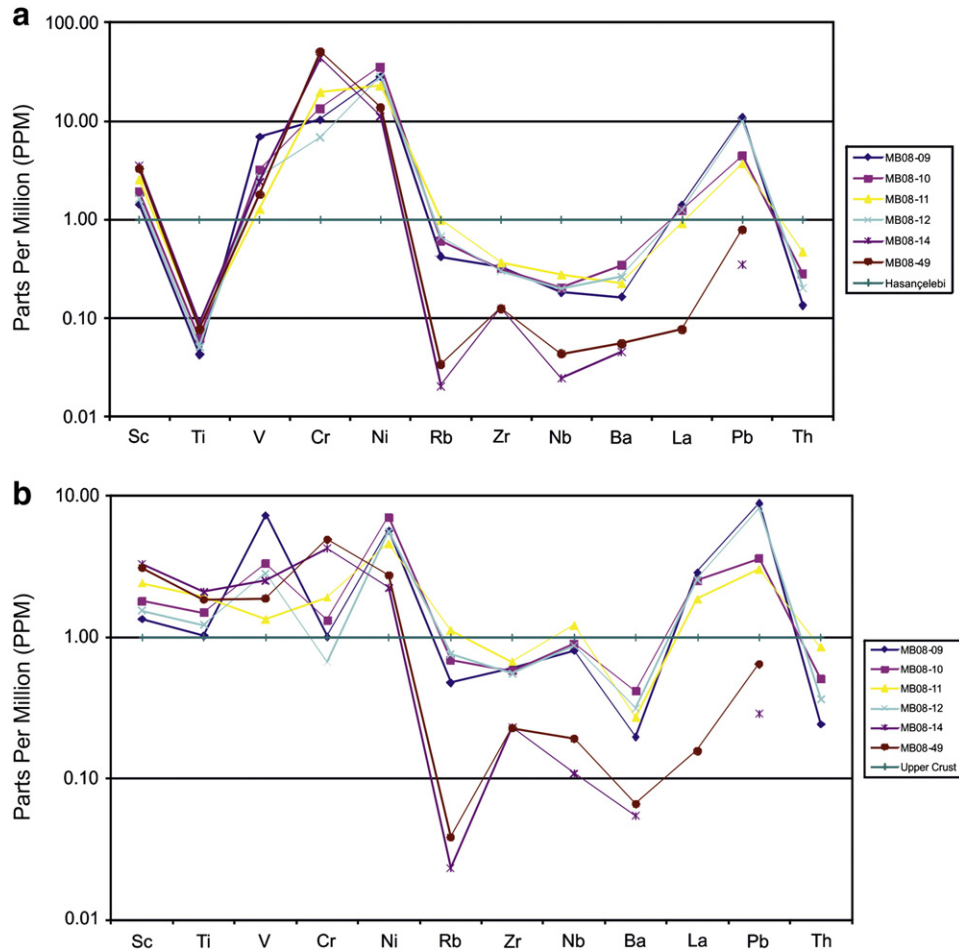 a
Parts Per Million (PPM)
100.00
10.00
1.00
0.10
0.01
Sc Ti V Cr Ni Rb Zr Nb Ba La Pb Th
MB08-09
MB08-10
MB08-11
MB08-12
MB08-14
MB08-49
Hasançelebi
b
Parts Per Million (PPM)
10.00
1.00
0.10
0.01
Sc Ti V Cr Ni Rb Zr Nb Ba La Pb Th
MB08-09
MB08-10
MB08-11
MB08-12
MB08-14
MB08-49
Upper Crust